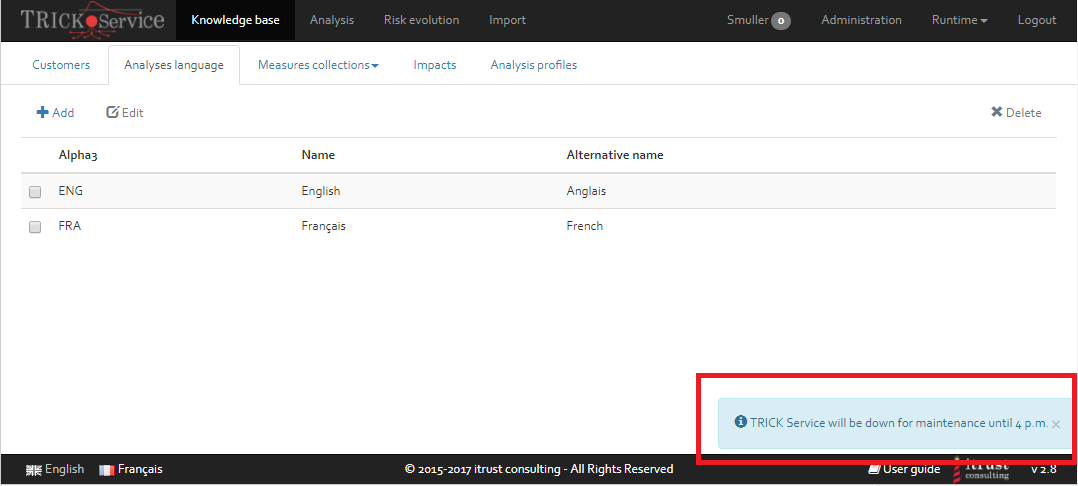 TRICK Service Knowledge base Analysis Risk evolution Import Smuller 0 Administration Runtime Logout
Customers Analyses language Measures collections Impacts Analysis profiles
Add Edit Delete
Alpha3 Name Alternative name
ENG English Anglais
FRA Français French
TRICK Service will be down for maintenance until 4 p.m. ×
English Français © 2015-2017 itrust consulting - All Rights Reserved User guide itrust consulting v 2.8